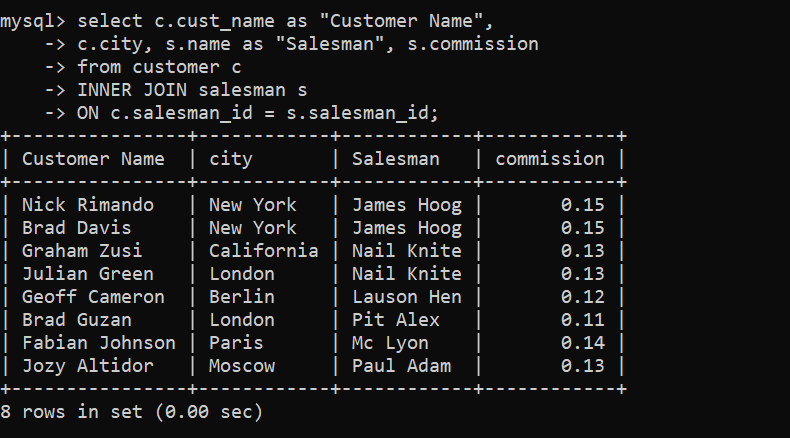 mysql> select c.cust_name as "Customer Name",
    -> c.city, s.name as "Salesman", s.commission
    -> from customer c
    -> INNER JOIN salesman s
    -> ON c.salesman_id = s.salesman_id;
+----------------+------------+------------+------------+
| Customer Name  | city       | Salesman   | commission |
+----------------+------------+------------+------------+
| Nick Rimando   | New York   | James Hoog |       0.15 |
| Brad Davis     | New York   | James Hoog |       0.15 |
| Graham Zusi    | California | Nail Knite |       0.13 |
| Julian Green   | London     | Nail Knite |       0.13 |
| Geoff Cameron  | Berlin     | Lauson Hen |       0.12 |
| Brad Guzan     | London     | Pit Alex   |       0.11 |
| Fabian Johnson | Paris      | Mc Lyon    |       0.14 |
| Jozy Altidor   | Moscow     | Paul Adam  |       0.13 |
+----------------+------------+------------+------------+
8 rows in set (0.00 sec)